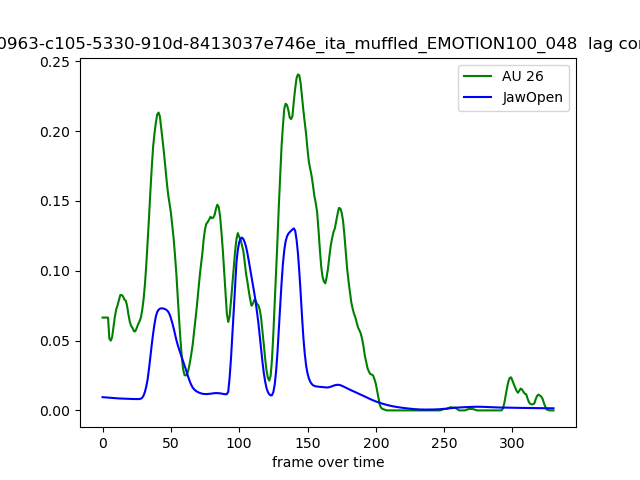 0963-c105-5330-910d-8413037e746e_ita_muffled_EMOTION100_048 lag
AU 26
JawOpen
0.25
0.20
0.15
0.10
0.05
0.00
0 50 100 150 200 250 300
frame over time